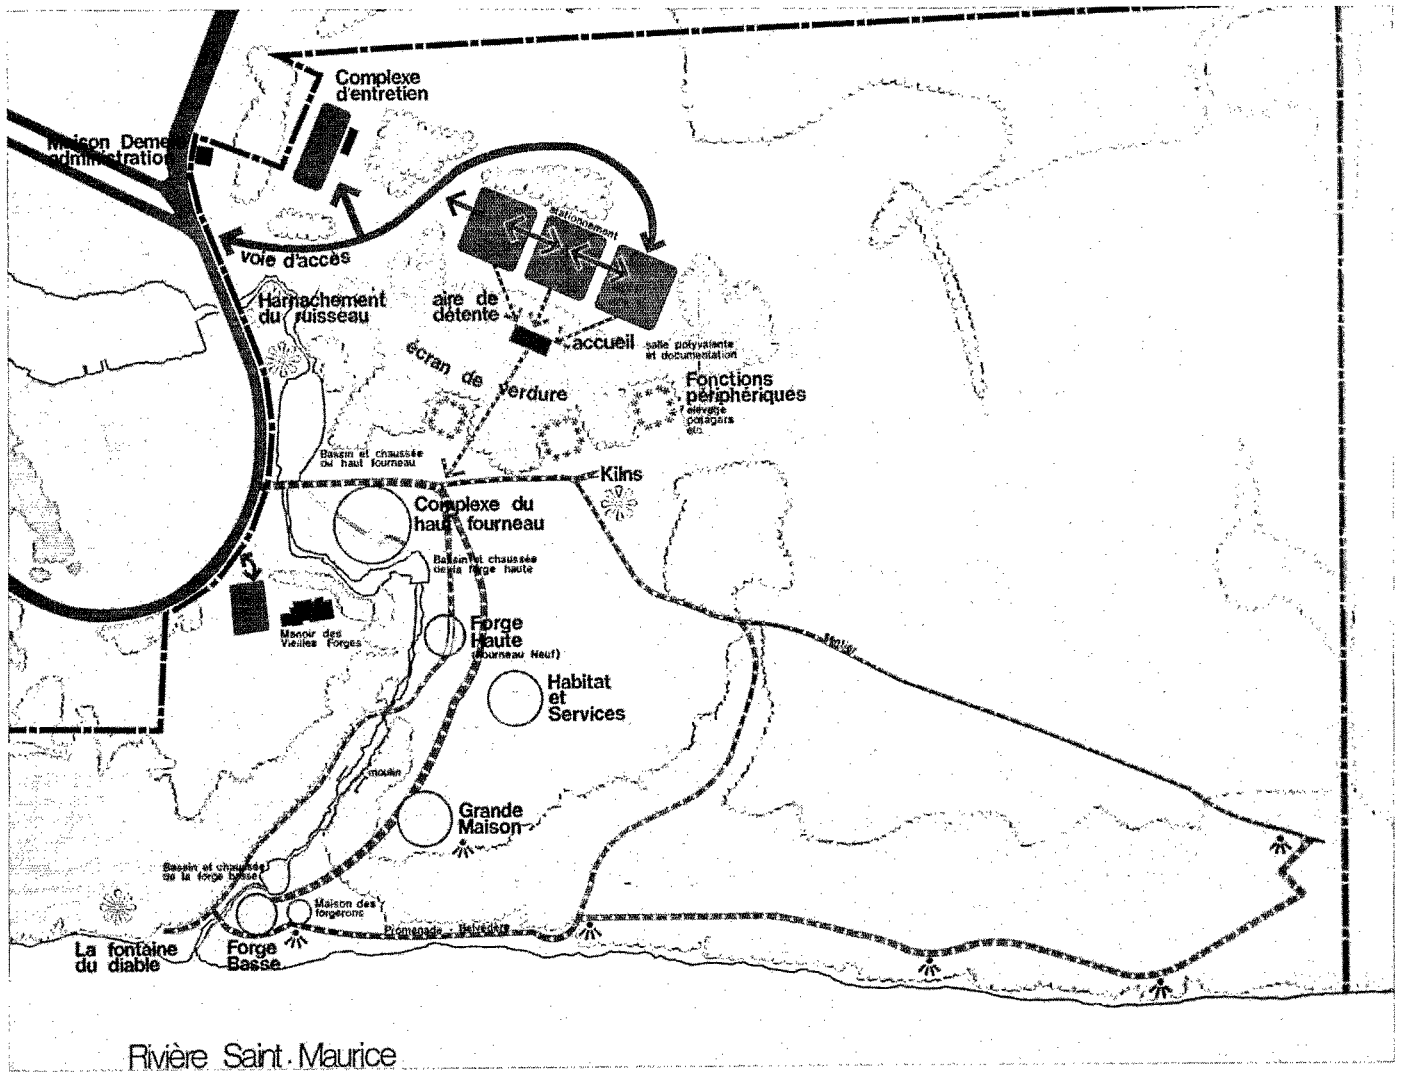 Complexe
d'entretien
Maison Deme
administration
stationnement
voie d'accès
Harnachement
du ruisseau
aire de
détente
accueil
salle polyvalente
et documentation
écran de verdure
Fonctions
périphériques
élevage
potagers
etc.
Bassin et chaussée
du haut fourneau
Kilns
Complexe du
haut fourneau
Bassin et chaussée
de la forge haute
Manoir des
Vieilles Forges
Forge
Haute
(Fourneau Neuf)
Habitat
et
Services
moulin
Grande
Maison
Bassin et chaussée
de la forge basse
Maison des
forgerons
Promenade - Belvédère
La fontaine
du diable
Forge
Basse
Rivière Saint-Maurice